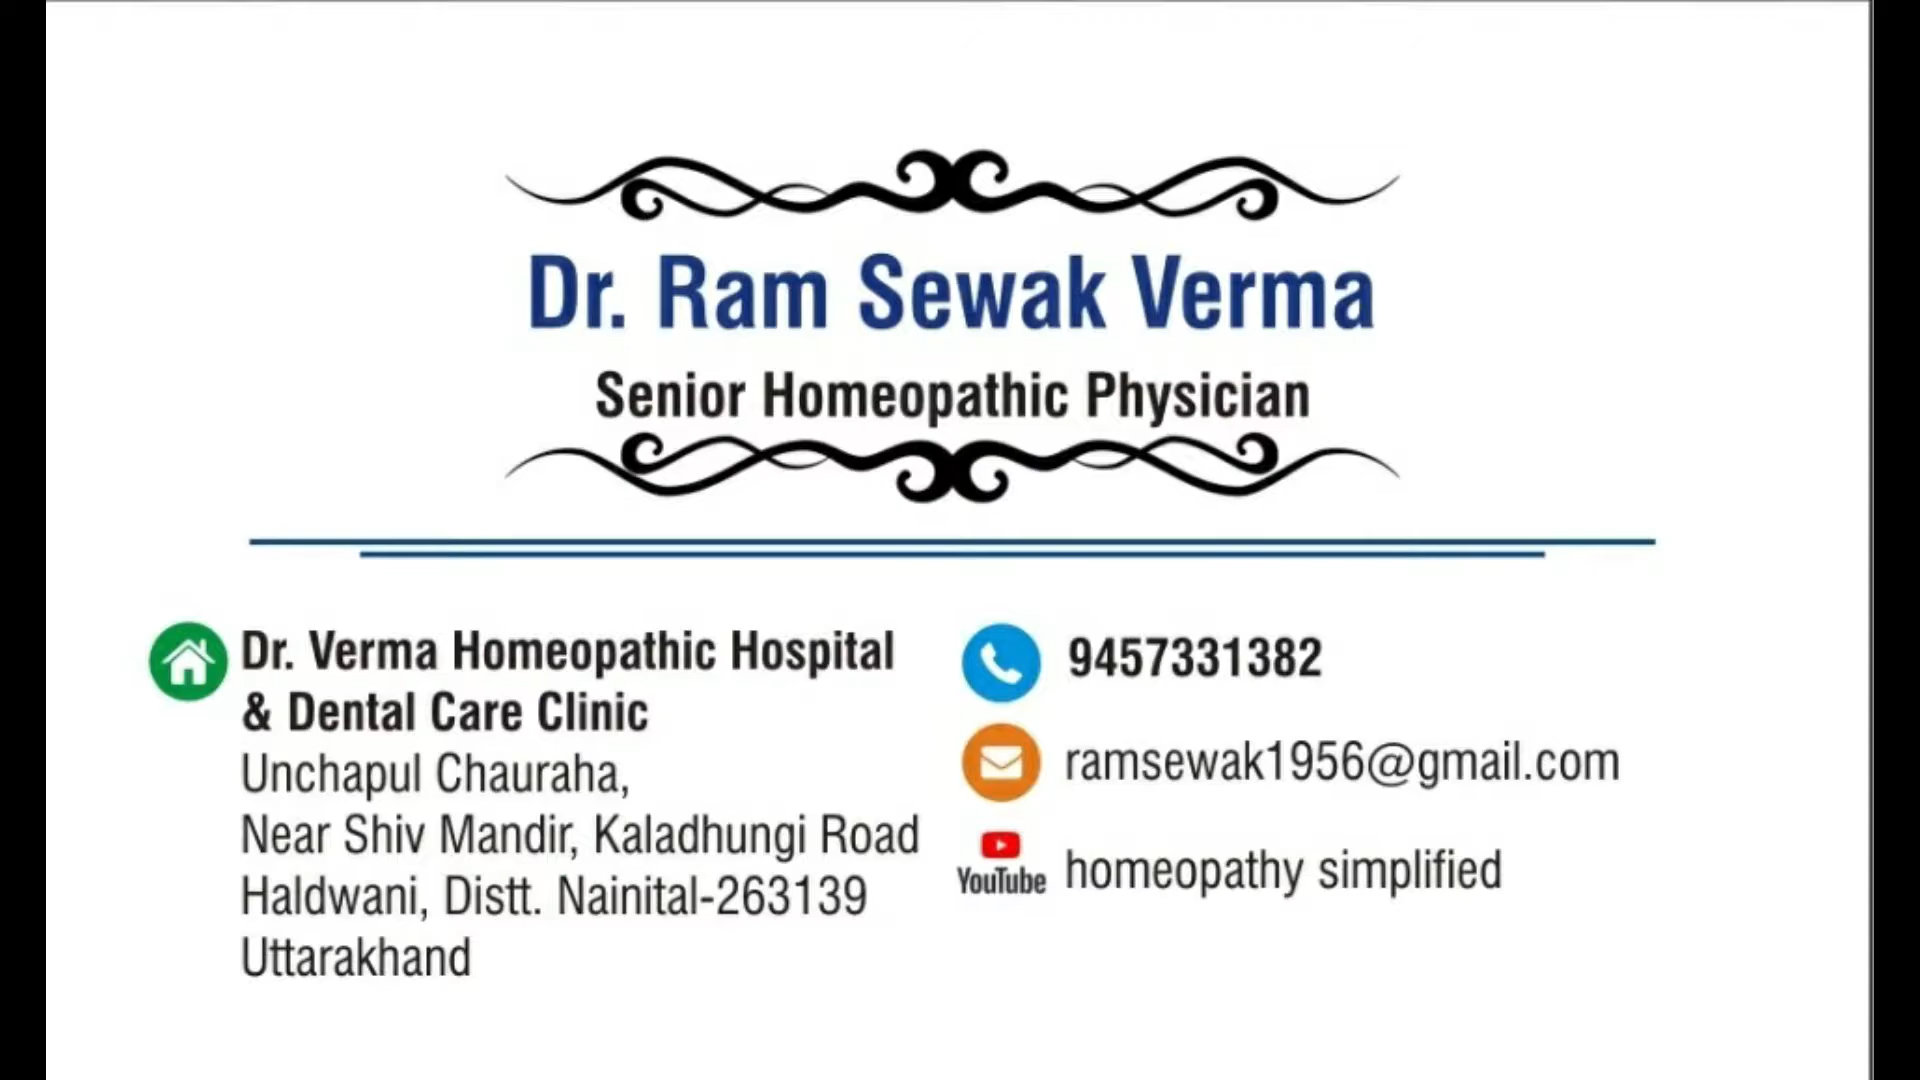 Dr. Ram Sewak Verma
Senior Homeopathic Physician
Dr. Verma Homeopathic Hospital
& Dental Care Clinic
Unchapul Chauraha,
Near Shiv Mandir, Kaladhungi Road
Haldwani, Distt. Nainital-263139
Uttarakhand
9457331382
ramsewak1956@gmail.com
YouTube homeopathy simplified